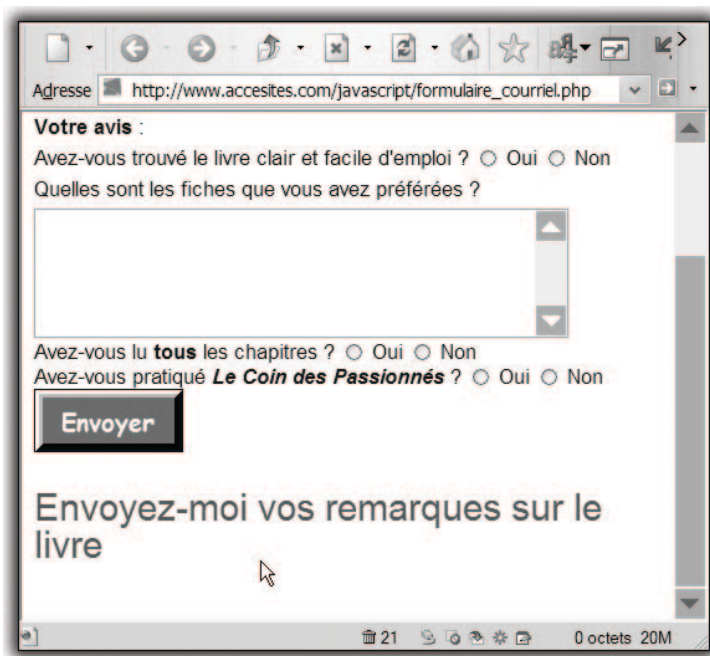 Adresse http://www.accesites.com/javascript/formulaire_courriel.php
Votre avis :
Avez-vous trouvé le livre clair et facile d'emploi ? Oui Non
Quelles sont les fiches que vous avez préférées ?
Avez-vous lu tous les chapitres ? Oui Non
Avez-vous pratiqué Le Coin des Passionnés ? Oui Non
Envoyer
Envoyez-moi vos remarques sur le
livre
21 0 octets 20M